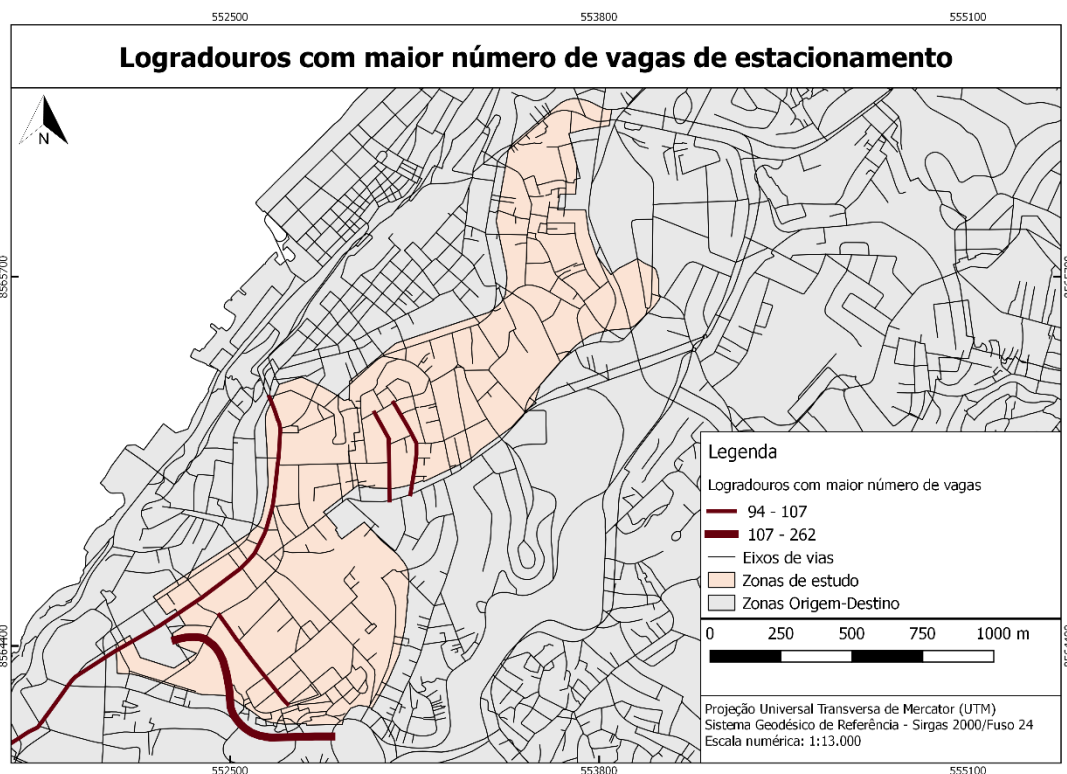 552500 553800 555100
Logradouros com maior número de vagas de estacionamento
N
8565700 8565700
Legenda
Logradouros com maior número de vagas
94 - 107
107 - 262
Eixos de vias
Zonas de estudo
Zonas Origem-Destino
8564400 8564400
0 250 500 750 1000 m
Projeção Universal Transversa de Mercator (UTM)
Sistema Geodésico de Referência - Sirgas 2000/Fuso 24
Escala numérica: 1:13.000
552500 553800 555100